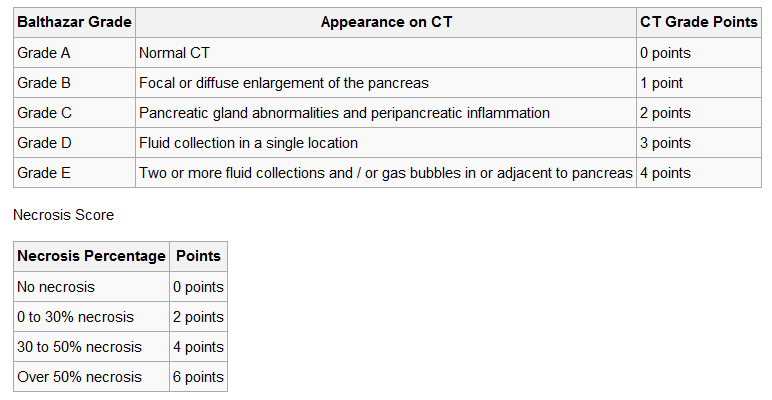 Balthazar Grade Appearance on CT CT Grade Points
Grade A Normal CT 0 points
Grade B Focal or diffuse enlargement of the pancreas 1 point
Grade C Pancreatic gland abnormalities and peripancreatic inflammation 2 points
Grade D Fluid collection in a single location 3 points
Grade E Two or more fluid collections and / or gas bubbles in or adjacent to pancreas 4 points
Necrosis Score
Necrosis Percentage Points
No necrosis 0 points
0 to 30% necrosis 2 points
30 to 50% necrosis 4 points
Over 50% necrosis 6 points